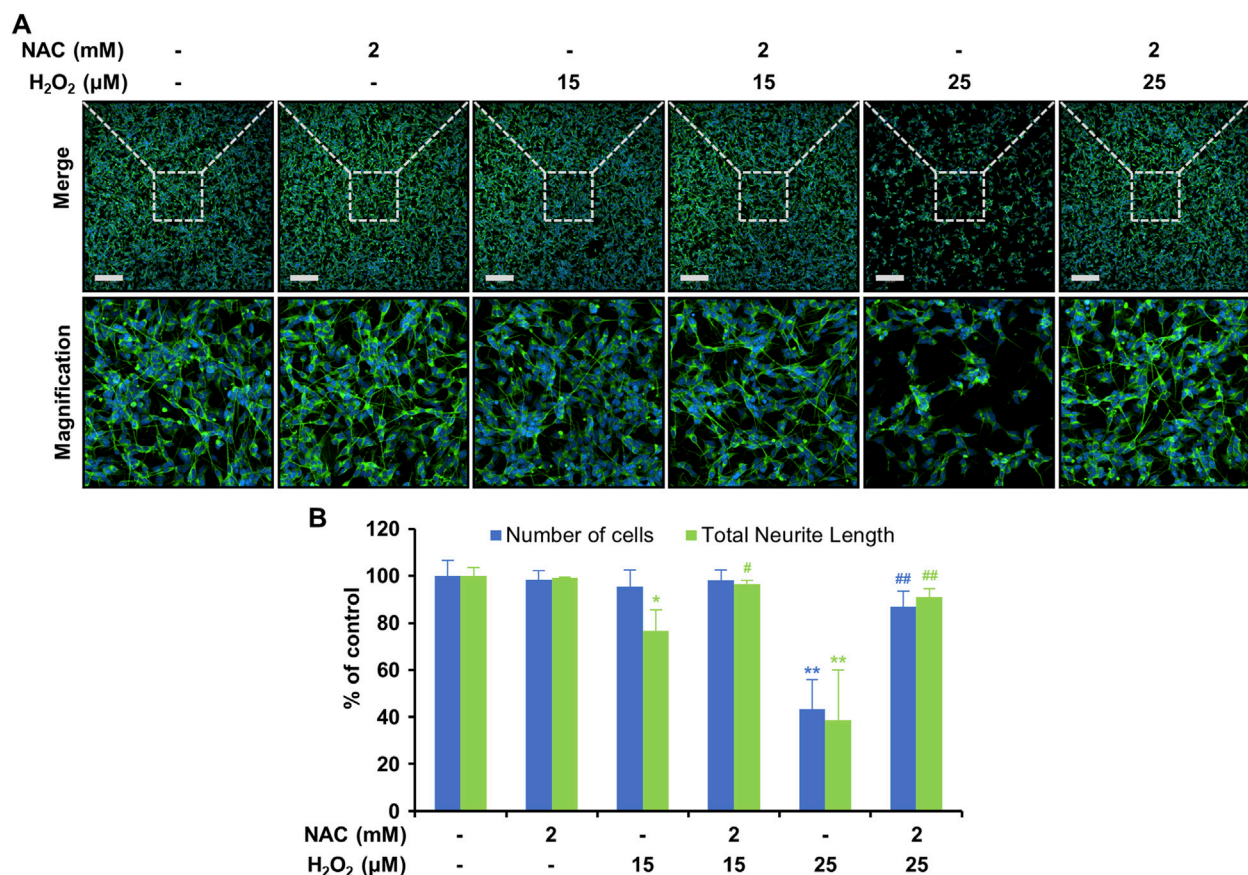 A
NAC (mM) - 2 - 2 - 2
H₂O₂ (µM) - - 15 15 25 25
Merge
Magnification
B
Number of cells Total Neurite Length
120
100
80
60
40
20
0
% of control
* # ** ** ## ##
NAC (mM) - 2 - 2 - 2
H₂O₂ (µM) - - 15 15 25 25